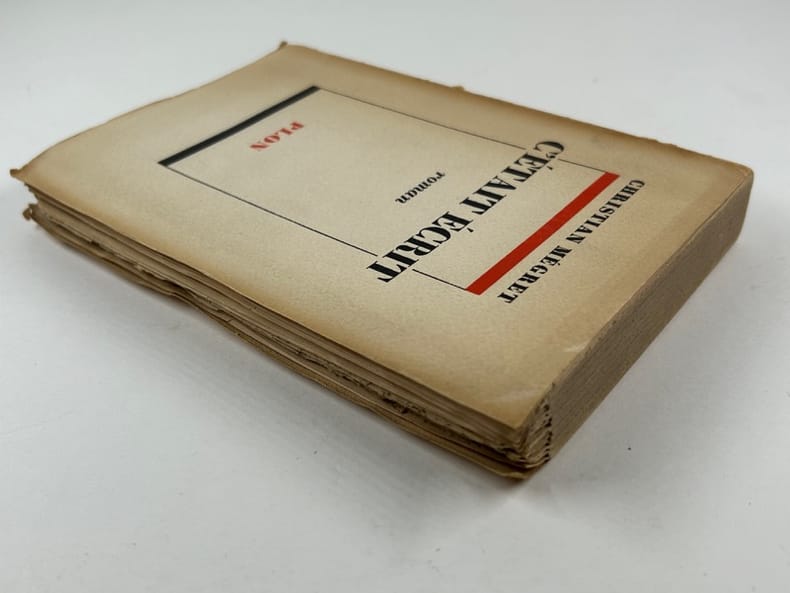 CHRISTIAN MÉGRET
C'ÉTAIT ÉCRIT
roman
PLON